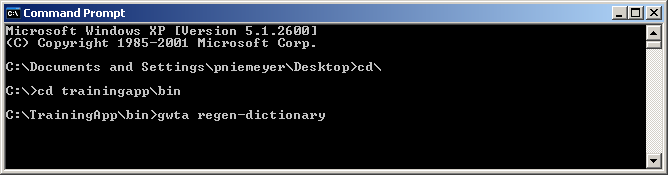 Command Prompt
Microsoft Windows XP [Version 5.1.2600]
(C) Copyright 1985-2001 Microsoft Corp.
C:\Documents and Settings\pniemeyer\Desktop>cd\
C:\>cd trainingapp\bin
C:\TrainingApp\bin>gwta regen-dictionary